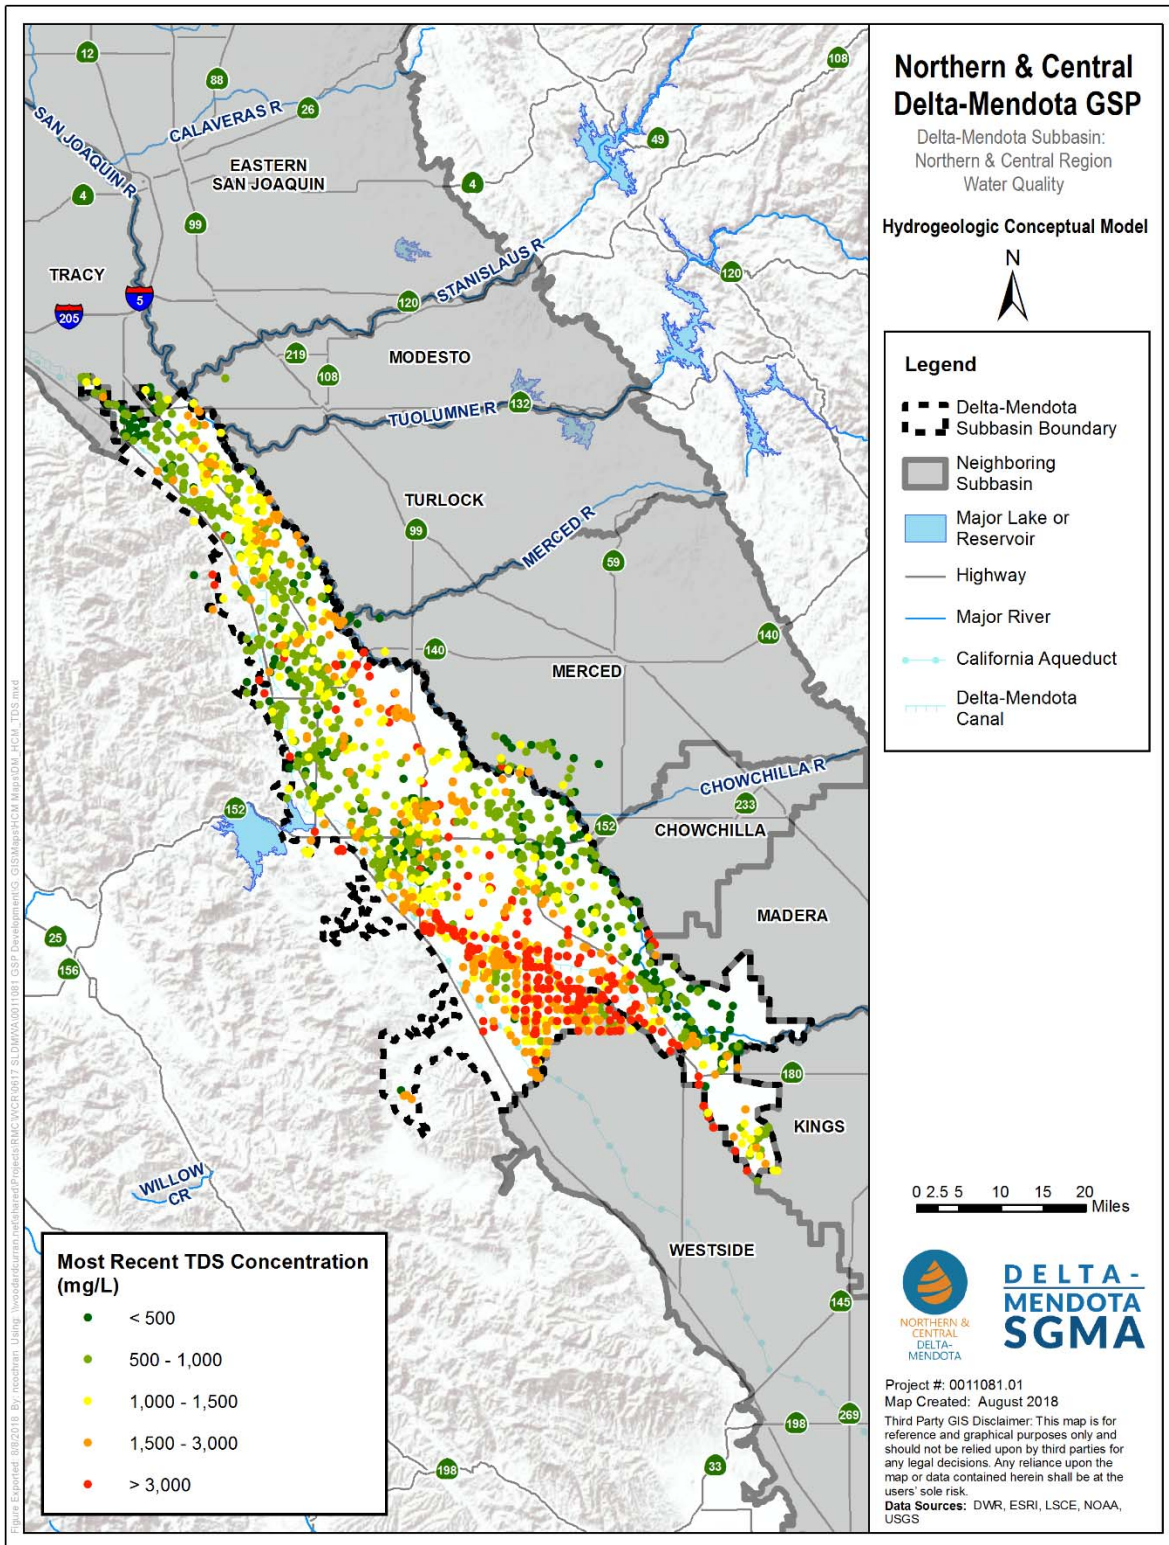 Northern & Central
Delta-Mendota GSP
Delta-Mendota Subbasin:
Northern & Central Region
Water Quality
Hydrogeologic Conceptual Model
N
Legend
Delta-Mendota
Subbasin Boundary
Neighboring
Subbasin
Major Lake or
Reservoir
Highway
Major River
California Aqueduct
Delta-Mendota
Canal
12
88
108
26
CALAVERAS R
SAN JOAQUIN R
49
EASTERN
SAN JOAQUIN
4
4
99
STANISLAUS R
TRACY
120
5
205
120
219
MODESTO
108
132
TUOLUMNE R
TURLOCK
99
MERCED R
59
140
140
MERCED
CHOWCHILLA R
233
152
152
CHOWCHILLA
MADERA
25
156
180
KINGS
WILLOW
CR
WESTSIDE
145
198
269
33
198
Most Recent TDS Concentration
(mg/L)
< 500
500 - 1,000
1,000 - 1,500
1,500 - 3,000
> 3,000
0 2.5 5 10 15 20
Miles
NORTHERN &
CENTRAL
DELTA-
MENDOTA
DELTA-
MENDOTA
SGMA
Project #: 0011081.01
Map Created: August 2018
Third Party GIS Disclaimer: This map is for
reference and graphical purposes only and
should not be relied upon by third parties for
any legal decisions. Any reliance upon the
map or data contained herein shall be at the
users' sole risk.
Data Sources: DWR, ESRI, LSCE, NOAA,
USGS
Figure Exported: 8/8/2018 By: ncochran Using: